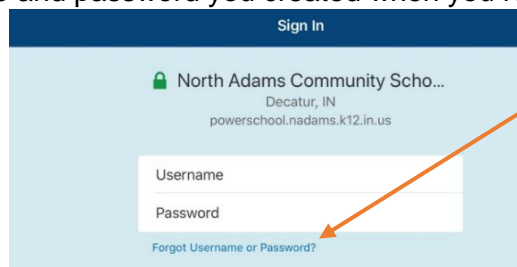 and password you created when you
Sign In
North Adams Community Scho...
Decatur, IN
powerschool.nadams.k12.in.us
Username
Password
Forgot Username or Password?